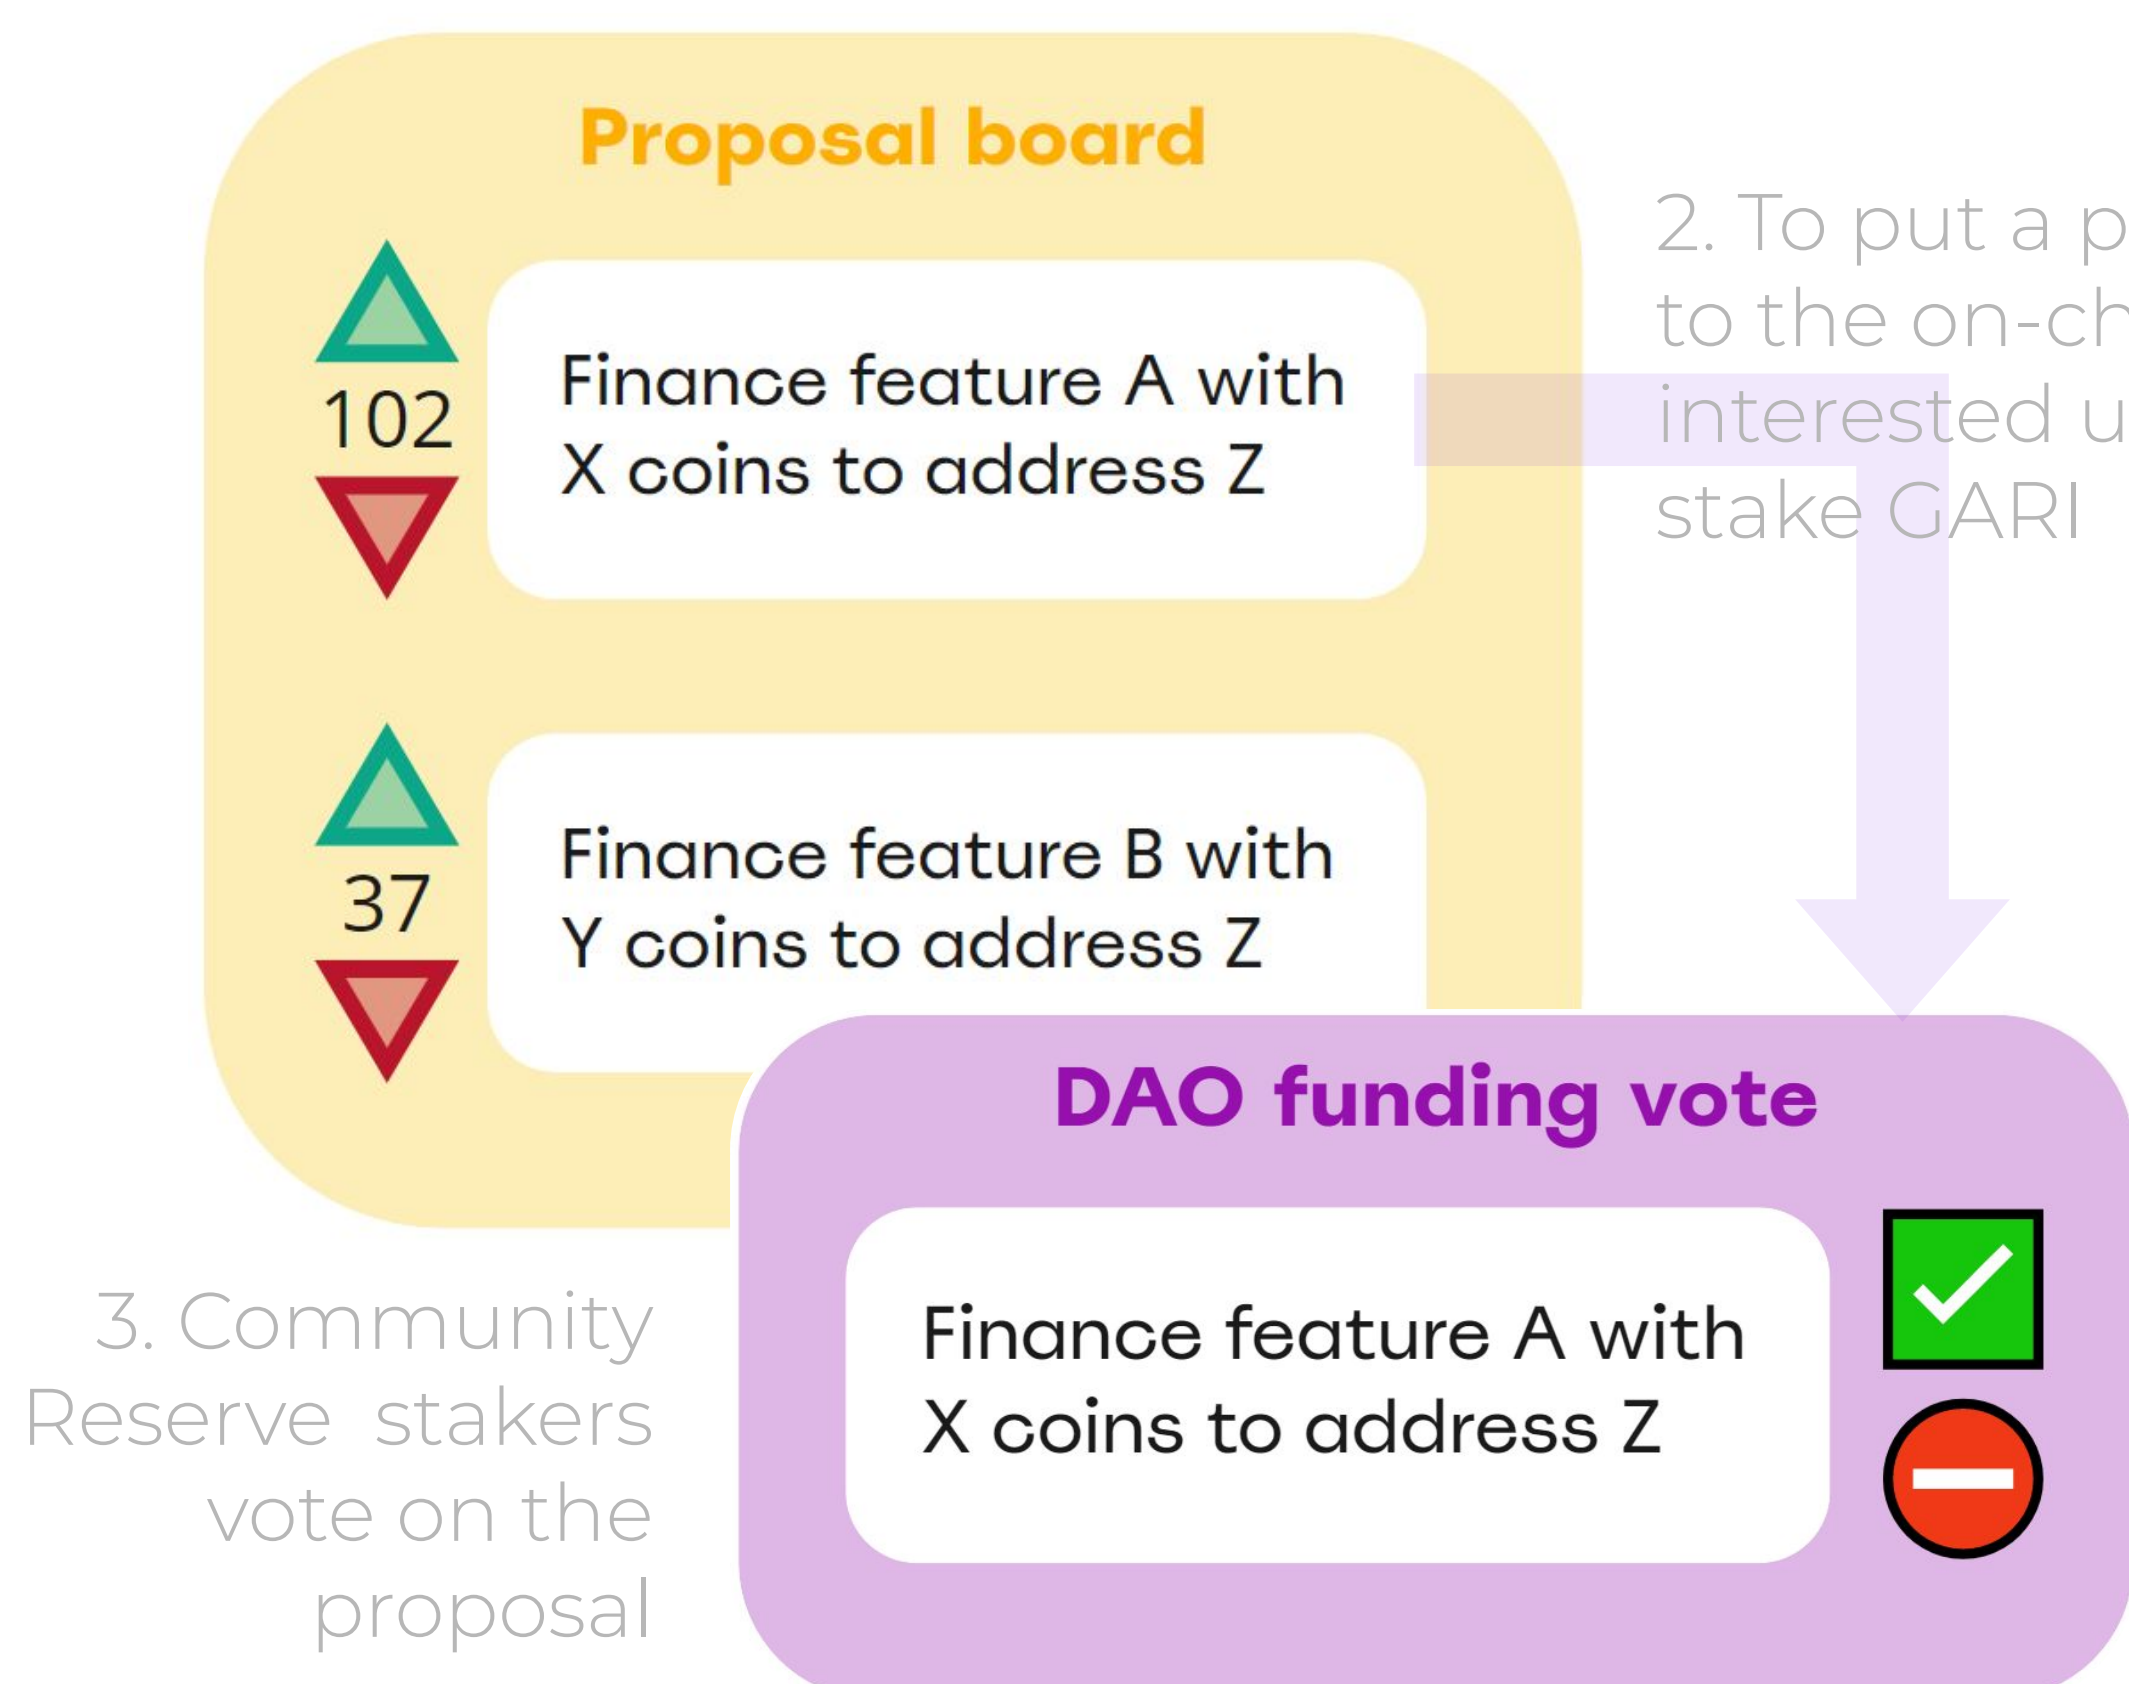 Proposal board
102
Finance feature A with
X coins to address Z
2. To put a
to the on-
interested
stake GARI
37
Finance feature B with
Y coins to address Z
DAO funding vote
Finance feature A with
X coins to address Z
3. Community
Reserve stakers
vote on the
proposal